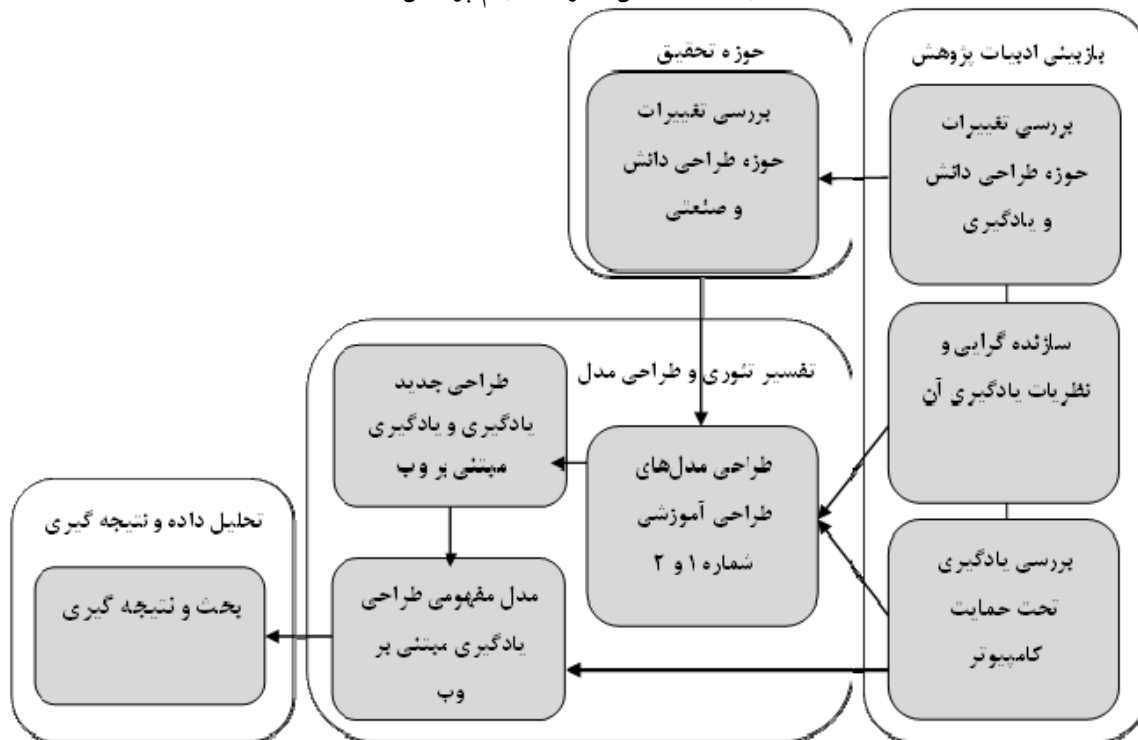 بازبینی ادبیات پژوهش
بررسی تغییرات
حوزه طراحی دانش
و یادگیری
سازنده گرایی و
نظریات یادگیری آن
بررسی یادگیری
تحت حمایت
کامپیوتر
حوزه تحقیق
بررسی تغییرات
حوزه طراحی دانش
و صنعتی
تفسیر تئوری و طراحی مدل
طراحی مدل‌های
طراحی آموزشی
شماره ۱ و ۲
طراحی جدید
یادگیری و یادگیری
مبتنی بر وب
مدل مفهومی طراحی
یادگیری مبتنی بر
وب
تحلیل داده و نتیجه گیری
بحث و نتیجه گیری